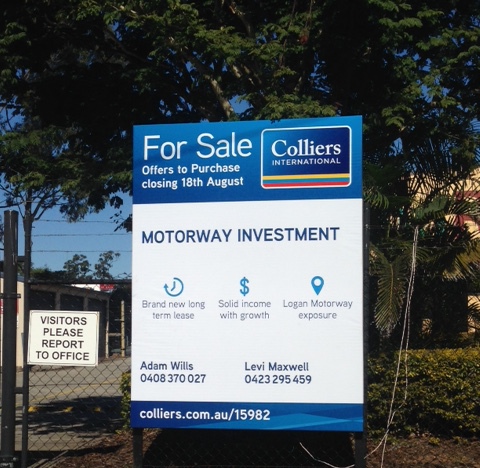 For Sale
Offers to Purchase
closing 18th August
Colliers
INTERNATIONAL
MOTORWAY INVESTMENT
Brand new long
term lease
Solid income
with growth
Logan Motorway
exposure
Adam Wills
0408 370 027
Levi Maxwell
0423 295 459
colliers.com.au/15982
VISITORS
PLEASE
REPORT
TO OFFICE